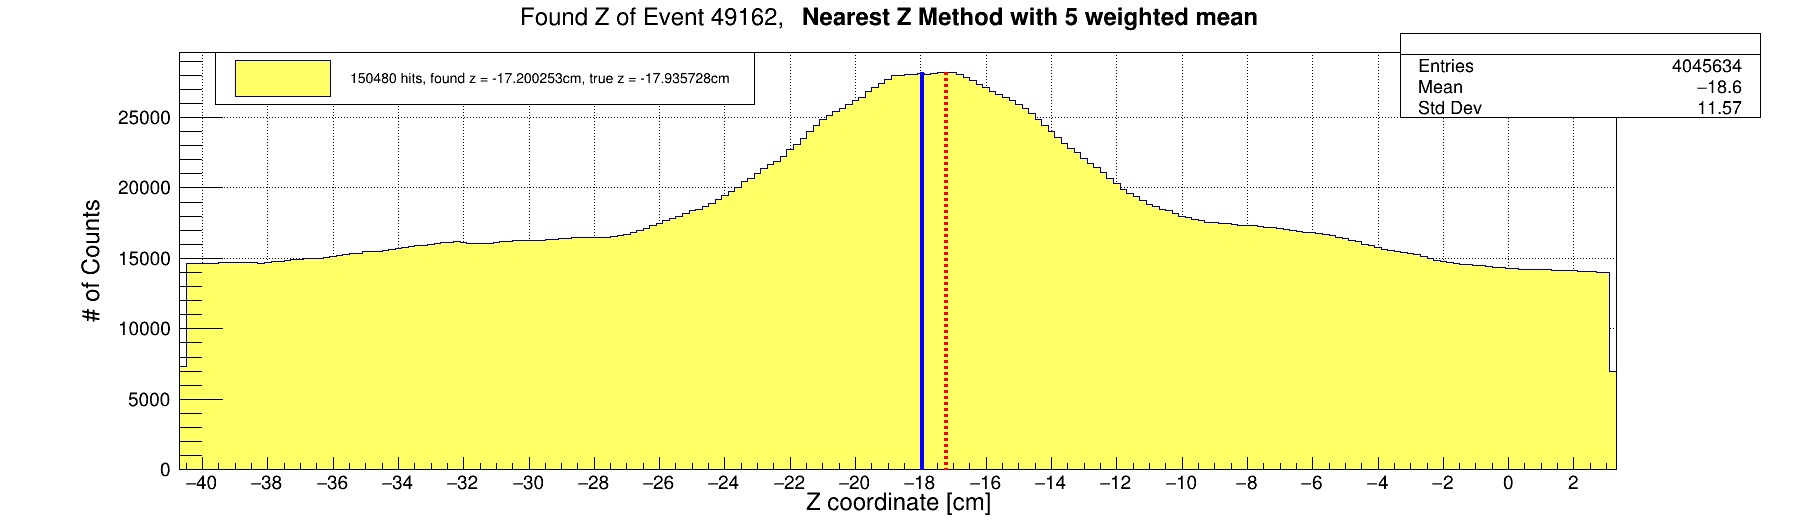 Found Z of Event 49162, Nearest Z Method with 5 weighted mean
150480 hits, found z = -17.200253cm, true z = -17.935728cm
Entries 4045634
Mean −18.6
Std Dev 11.57
# of Counts
25000
20000
15000
10000
5000
0
−40 −38 −36 −34 −32 −30 −28 −26 −24 −22 −20 −18 −16 −14 −12 −10 −8 −6 −4 −2 0 2
Z coordinate [cm]